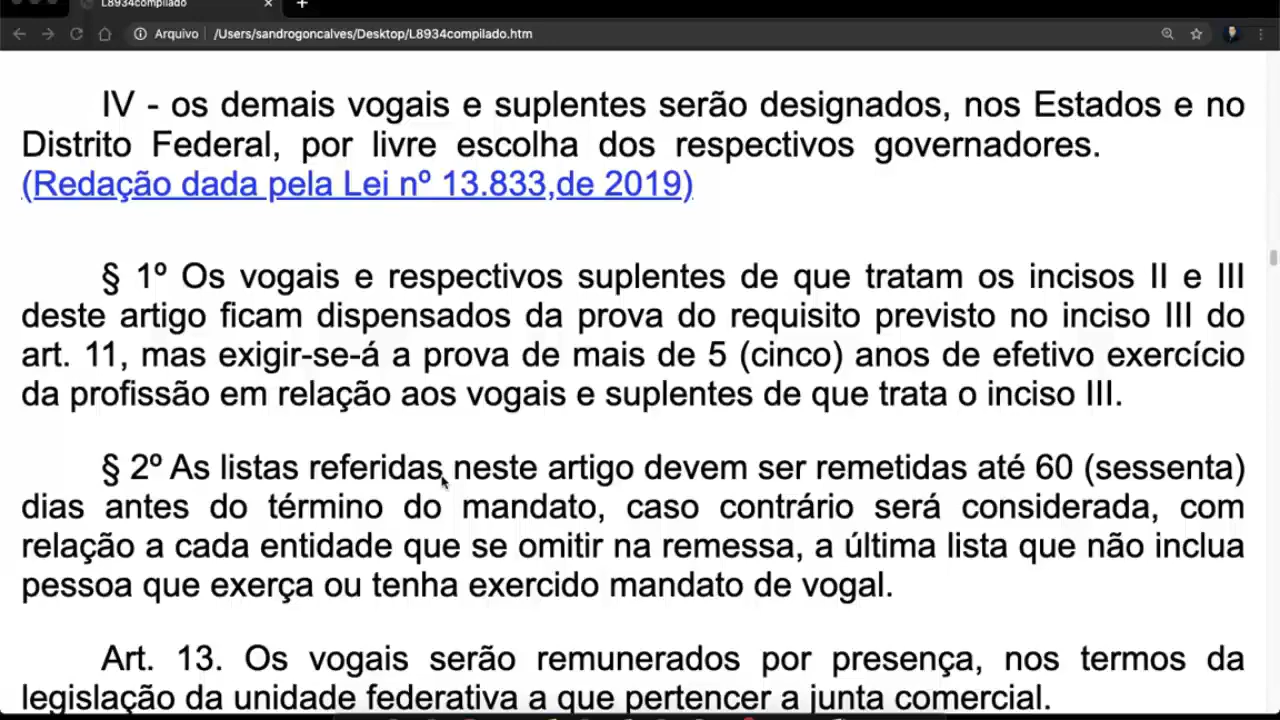 L8934compilado
Arquivo /Users/sandrogoncalves/Desktop/L8934compilado.htm
IV - os demais vogais e suplentes serão designados, nos Estados e no
Distrito Federal, por livre escolha dos respectivos governadores.
(Redação dada pela Lei nº 13.833,de 2019)
§ 1º Os vogais e respectivos suplentes de que tratam os incisos II e III
deste artigo ficam dispensados da prova do requisito previsto no inciso III do
art. 11, mas exigir-se-á a prova de mais de 5 (cinco) anos de efetivo exercício
da profissão em relação aos vogais e suplentes de que trata o inciso III.
§ 2º As listas referidas neste artigo devem ser remetidas até 60 (sessenta)
dias antes do término do mandato, caso contrário será considerada, com
relação a cada entidade que se omitir na remessa, a última lista que não inclua
pessoa que exerça ou tenha exercido mandato de vogal.
Art. 13. Os vogais serão remunerados por presença, nos termos da
legislação da unidade federativa a que pertencer a junta comercial.